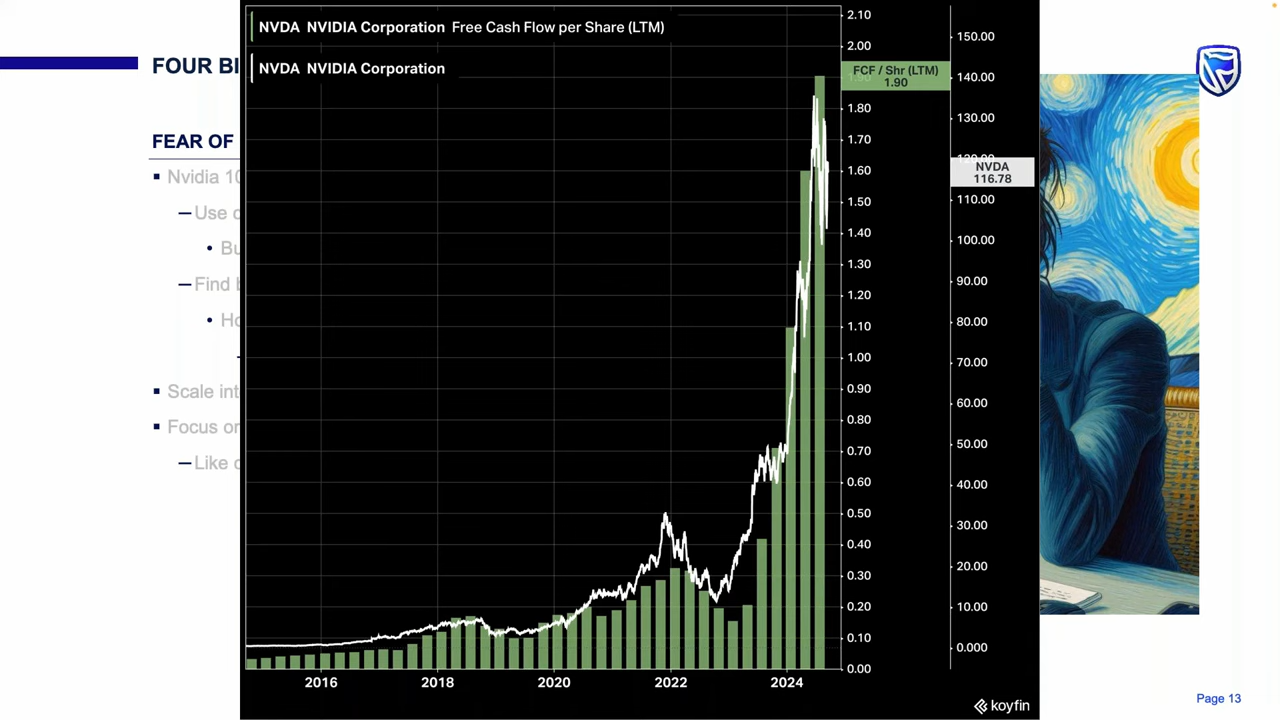 FOUR BI
FEAR OF
Nvidia 10
Use o
Bu
Find b
Ho
Scale int
Focus on
Like o
NVDA NVIDIA Corporation Free Cash Flow per Share (LTM)
NVDA NVIDIA Corporation
2.10
2.00
FCF / Shr (LTM)
1.90
1.80
1.70
1.60
1.50
1.40
1.30
1.20
1.10
1.00
0.90
0.80
0.70
0.60
0.50
0.40
0.30
0.20
0.10
0.00
150.00
140.00
130.00
120.00
NVDA
116.78
110.00
100.00
90.00
80.00
70.00
60.00
50.00
40.00
30.00
20.00
10.00
0.000
2016 2018 2020 2022 2024
koyfin
Page 13